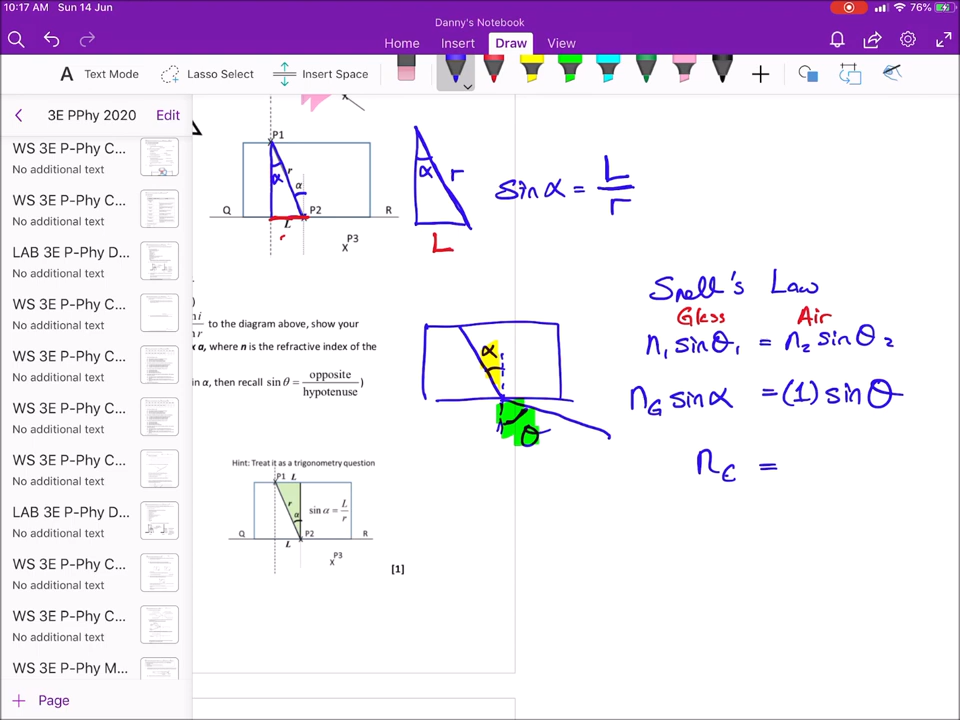 10:17 AM Sun 14 Jun
76%
Danny's Notebook
Home Insert Draw View
A Text Mode
Lasso Select
Insert Space
3E PPhy 2020
Edit
WS 3E P-Phy C...
No additional text
WS 3E P-Phy C...
No additional text
LAB 3E P-Phy D...
No additional text
WS 3E P-Phy C...
No additional text
WS 3E P-Phy C...
No additional text
WS 3E P-Phy C...
No additional text
WS 3E P-Phy C...
No additional text
LAB 3E P-Phy D...
No additional text
WS 3E P-Phy C...
No additional text
WS 3E P-Phy C...
No additional text
WS 3E P-Phy M...
No additional text
+ Page
X
P1
α r
α
Q P2 R
L
P3
X
α r
L
sin α = L/r
to the diagram above, show your
, where n is the refractive index of the
in α, then recall sin θ = opposite/hypotenuse)
α
θ
Snell's Law
Glass Air
n₁ sin θ₁ = n₂ sin θ₂
n_G sin α = (1) sin θ
n_G =
Hint: Treat it as a trigonometry question
P1 L
r
α
sin α = L/r
Q P2 R
L
P3
X
[1]